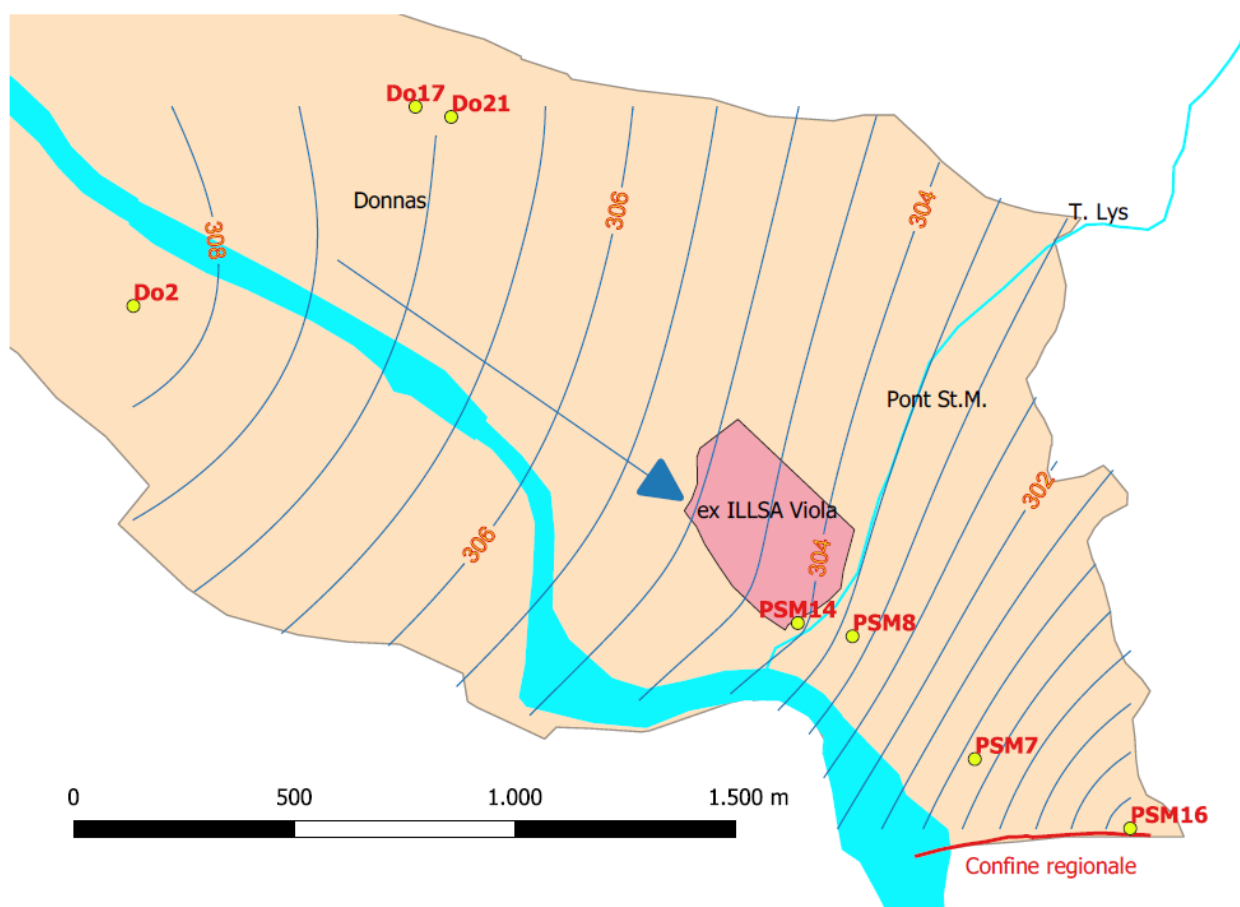 Do17
Do21
Donnas
308
306
304
T. Lys
Do2
Pont St.M.
302
ex ILLSA Viola
306
304
PSM14
PSM8
PSM7
0 500 1.000 1.500 m
PSM16
Confine regionale